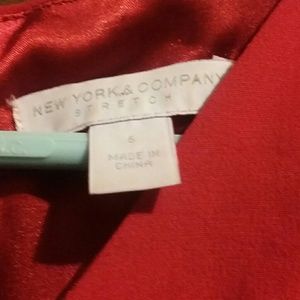 NEW YORK & COMPANY
STRETCH
6
MADE IN
CHINA